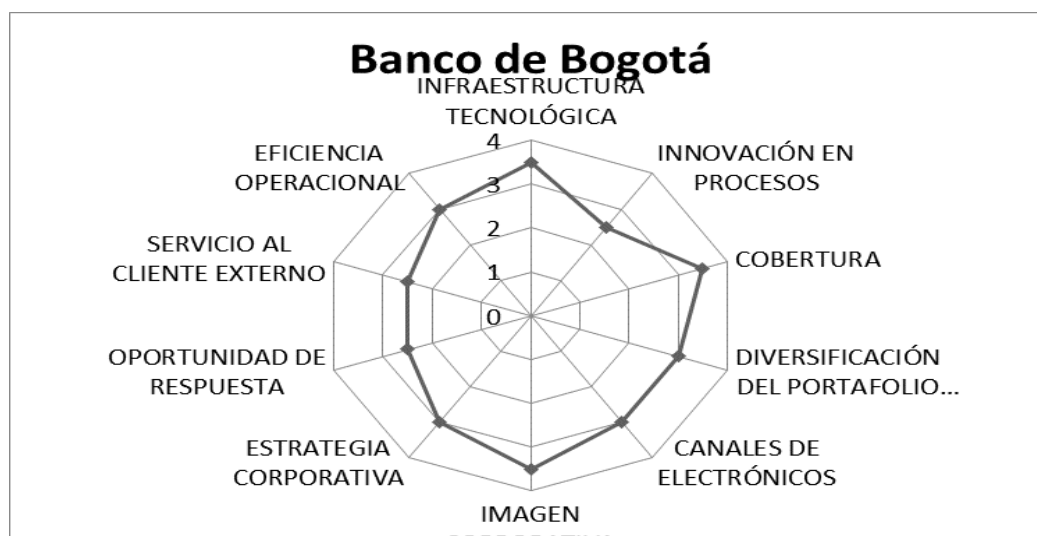 Banco de Bogotá
INFRAESTRUCTURA
TECNOLÓGICA
INNOVACIÓN EN
PROCESOS
COBERTURA
DIVERSIFICACIÓN
DEL PORTAFOLIO...
CANALES DE
ELECTRÓNICOS
IMAGEN
ESTRATEGIA
CORPORATIVA
OPORTUNIDAD DE
RESPUESTA
SERVICIO AL
CLIENTE EXTERNO
EFICIENCIA
OPERACIONAL
4
3
2
1
0